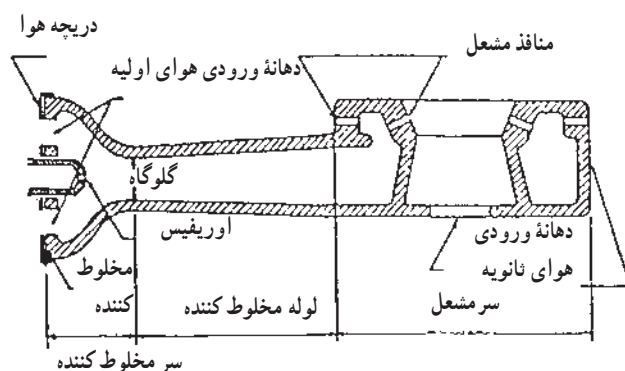 دریچه هوا
دهانهٔ ورودی هوای اولیه
منافذ مشعل
گلوگاه
اوریفیس
دهانهٔ ورودی
هوای ثانویه
مخلوط
کننده
لوله مخلوط کننده
سرمشعل
سر مخلوط کننده